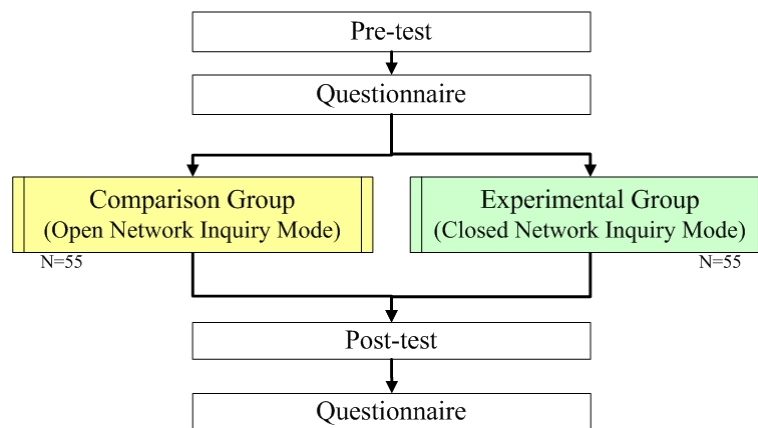 Pre-test
Questionnaire
Comparison Group
(Open Network Inquiry Mode)
N=55
Experimental Group
(Closed Network Inquiry Mode)
N=55
Post-test
Questionnaire